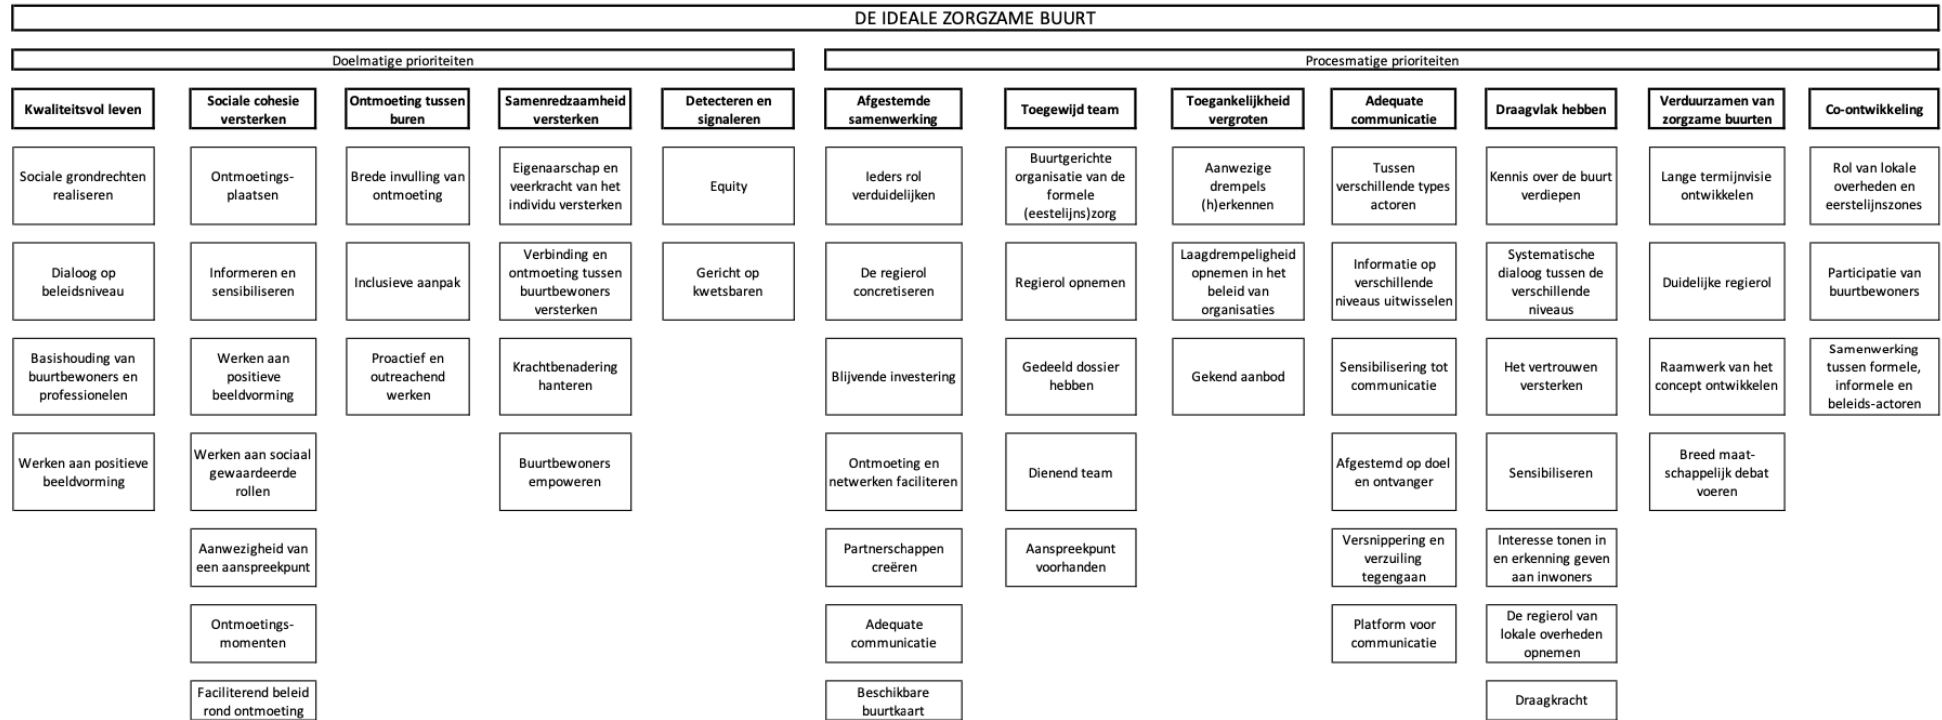 DE IDEALE ZORGZAME BUURT
Doelmatige prioriteiten
Procesmatige prioriteiten
Kwaliteitsvol leven
Sociale grondrechten
realiseren
Dialoog op
beleidsniveau
Basishouding van
buurtbewoners en
professionelen
Werken aan positieve
beeldvorming
Sociale cohesie
versterken
Ontmoetings-
plaatsen
Informeren en
sensibiliseren
Werken aan
positieve
beeldvorming
Werken aan sociaal
gewaardeerde
rollen
Aanwezigheid van
een aanspreekpunt
Ontmoetings-
momenten
Faciliterend beleid
rond ontmoeting
Ontmoeting tussen
buren
Brede invulling van
ontmoeting
Inclusieve aanpak
Proactief en
outreachend
werken
Samenredzaamheid
versterken
Eigenaarschap en
veerkracht van het
individu versterken
Verbinding en
ontmoeting tussen
buurtbewoners
versterken
Krachtbenadering
hanteren
Buurtbewoners
empoweren
Detecteren en
signaleren
Equity
Gericht op
kwetsbaren
Afgestemde
samenwerking
Ieders rol
verduidelijken
De regierol
concretiseren
Blijvende investering
Ontmoeting en
netwerken faciliteren
Partnerschappen
creëren
Adequate
communicatie
Beschikbare
buurtkaart
Toegewijd team
Buurtgerichte
organisatie van de
formele
(eestelijns)zorg
Regierol opnemen
Gedeeld dossier
hebben
Dienend team
Aanspreekpunt
voorhanden
Toegankelijkheid
vergroten
Aanwezige
drempels
(h)erkennen
Laagdrempeligheid
opnemen in het
beleid van
organisaties
Gekend aanbod
Adequate
communicatie
Tussen
verschillende types
actoren
Informatie op
verschillende
niveaus uitwisselen
Sensibilisering tot
communicatie
Afgestemd op doel
en ontvanger
Versnippering en
verzuiling
tegengaan
Platform voor
communicatie
Draagvlak hebben
Kennis over de buurt
verdiepen
Systematische
dialoog tussen de
verschillende
niveaus
Het vertrouwen
versterken
Sensibiliseren
Interesse tonen in
en erkenning geven
aan inwoners
De regierol van
lokale overheden
opnemen
Draagkracht
Verduurzamen van
zorgzame buurten
Lange termijnvisie
ontwikkelen
Duidelijke regierol
Raamwerk van het
concept ontwikkelen
Breed maat-
schappelijk debat
voeren
Co-ontwikkeling
Rol van lokale
overheden en
eerstelijnszones
Participatie van
buurtbewoners
Samenwerking
tussen formele,
informele en
beleids-actoren